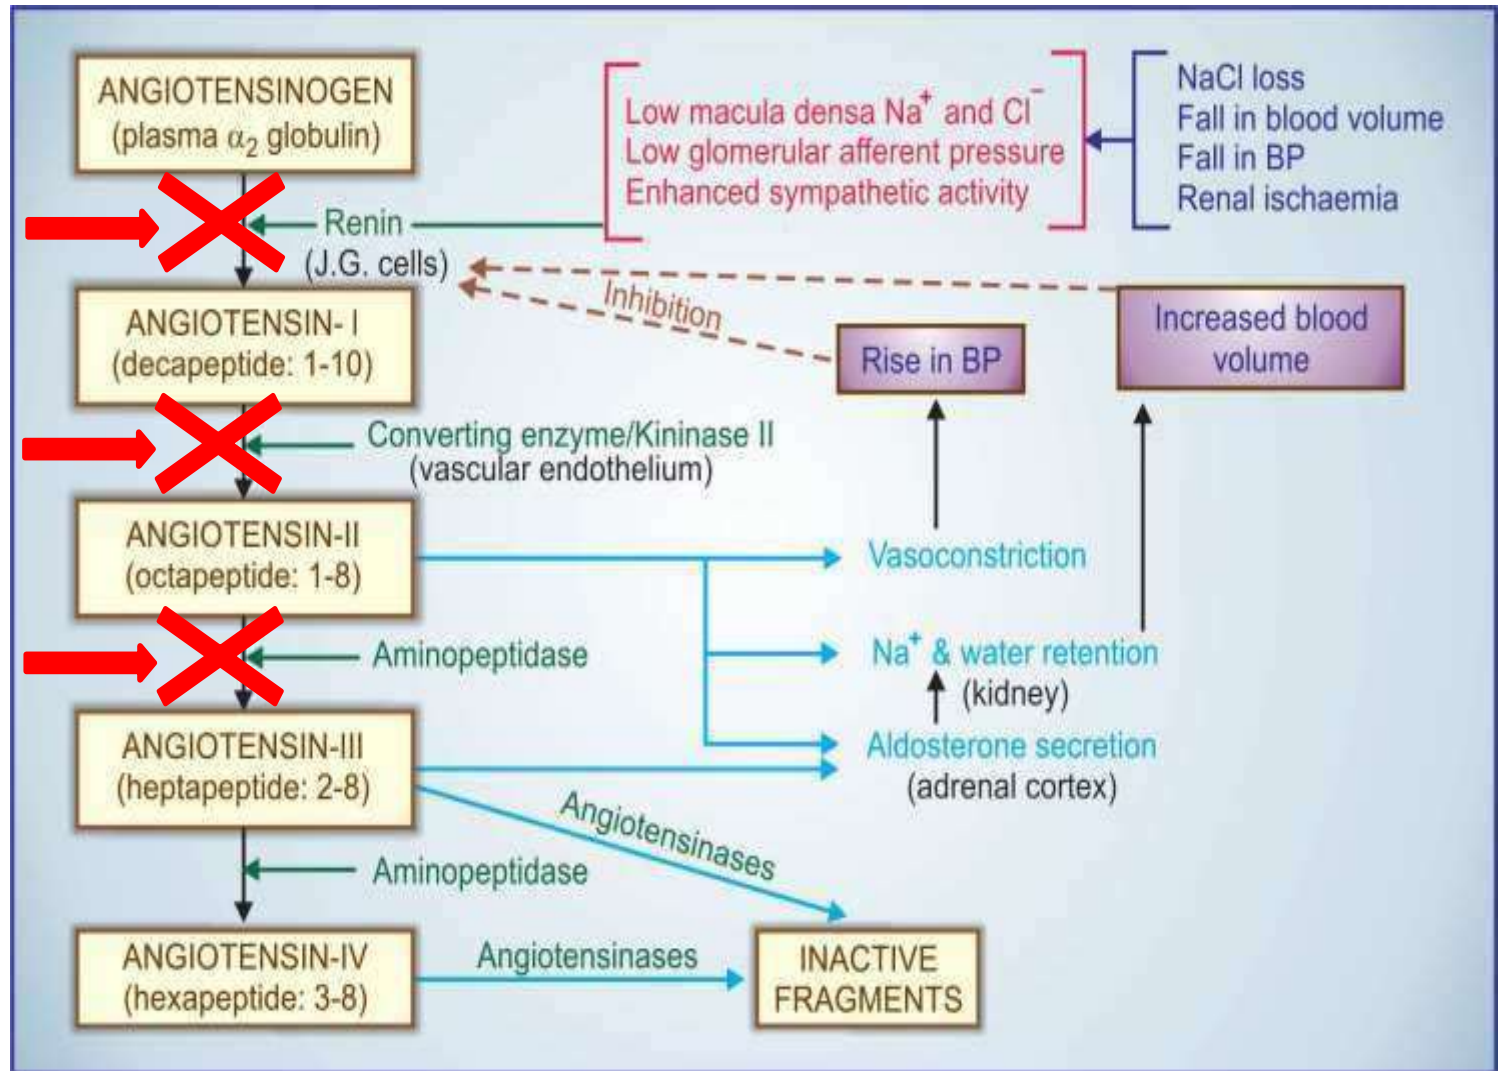 ANGIOTENSINOGEN
(plasma α₂ globulin)
Low macula densa Na⁺ and Cl⁻
Low glomerular afferent pressure
Enhanced sympathetic activity
NaCl loss
Fall in blood volume
Fall in BP
Renal ischaemia
Renin
(J.G. cells)
Inhibition
ANGIOTENSIN- I
(decapeptide: 1-10)
Rise in BP
Increased blood
volume
Converting enzyme/Kininase II
(vascular endothelium)
ANGIOTENSIN-II
(octapeptide: 1-8)
Vasoconstriction
Aminopeptidase
Na⁺ & water retention
(kidney)
ANGIOTENSIN-III
(heptapeptide: 2-8)
Aldosterone secretion
(adrenal cortex)
Angiotensinases
Aminopeptidase
ANGIOTENSIN-IV
(hexapeptide: 3-8)
Angiotensinases
INACTIVE
FRAGMENTS